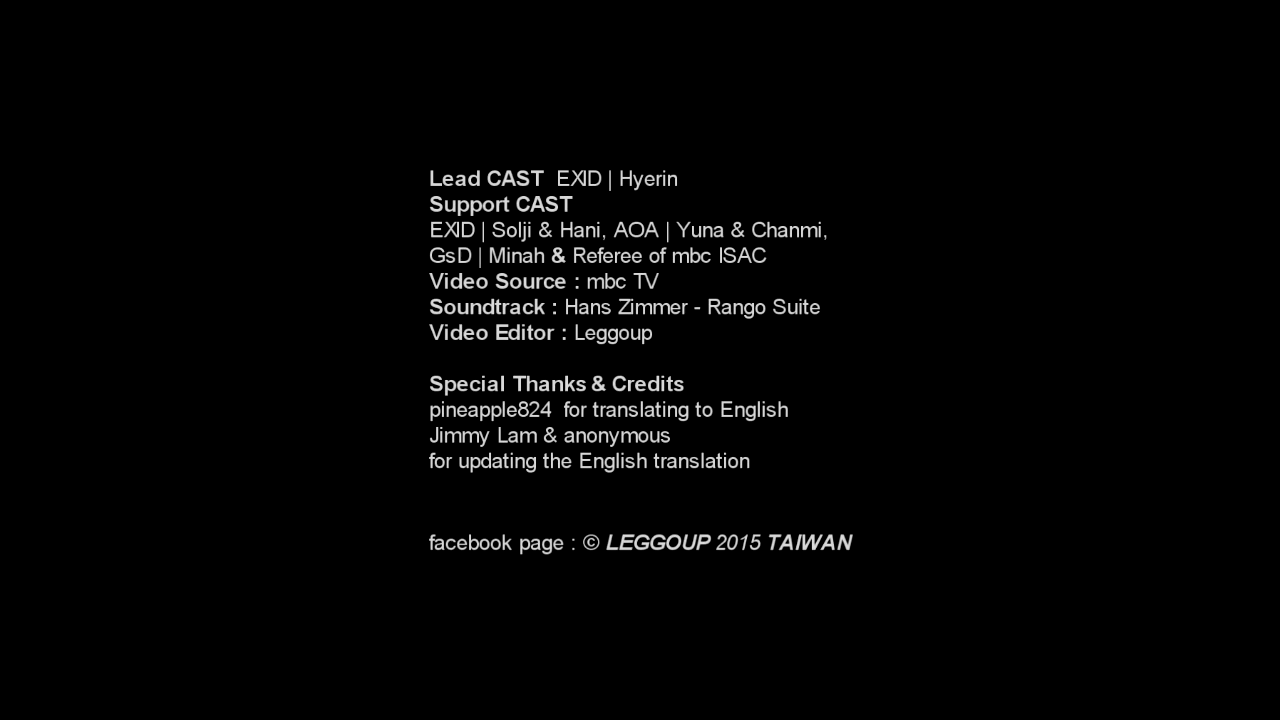 Lead CAST  EXID | Hyerin
Support CAST
EXID | Solji & Hani, AOA | Yuna & Chanmi,
GsD | Minah & Referee of mbc ISAC
Video Source : mbc TV
Soundtrack : Hans Zimmer - Rango Suite
Video Editor : Leggoup
Special Thanks & Credits
pineapple824  for translating to English
Jimmy Lam & anonymous
for updating the English translation
facebook page : © LEGGOUP 2015 TAIWAN